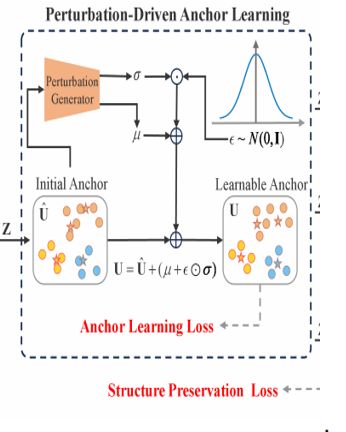 Perturbation-Driven Anchor Learning
Perturbation
Generator
σ
μ
ϵ ~ N(0,I)
Initial Anchor
Learnable Anchor
Z
Û
U
U = Û+(μ+ϵ⊙σ)
Anchor Learning Loss
Structure Preservation Loss